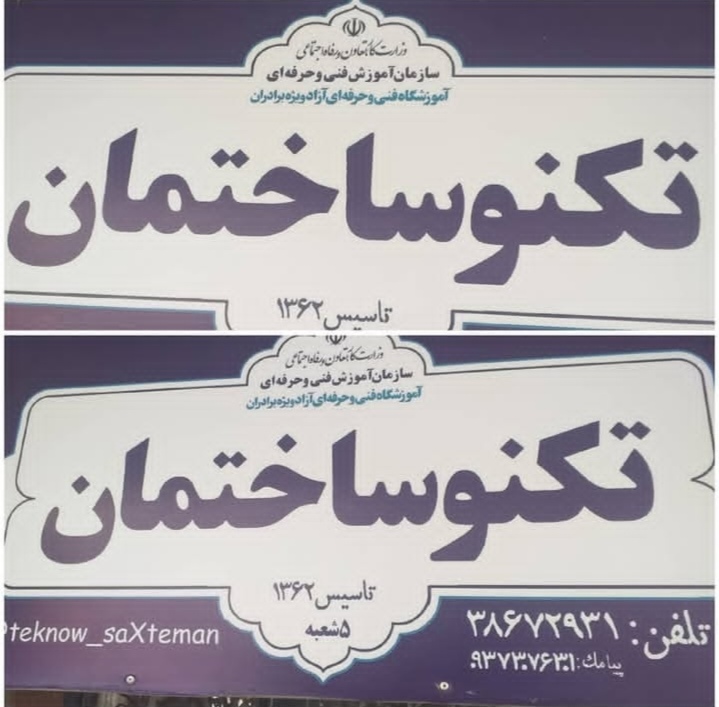 وزارت کار، تعاون و رفاه اجتماعی
سازمان آموزش فنی و حرفه‌ای
آموزشگاه فنی و حرفه‌ای آزاد ویژه برادران
تکنوساختمان
تاسیس ۱۳۶۲
وزارت کار، تعاون و رفاه اجتماعی
سازمان آموزش فنی و حرفه‌ای
آموزشگاه فنی و حرفه‌ای آزاد ویژه برادران
تکنوساختمان
تاسیس ۱۳۶۲
۵ شعبه
teknow_saXteman
تلفن: ۳۸۶۷۲۹۳۱
پیامك: ۰۹۳۷۳۰۷۶۳۰۱